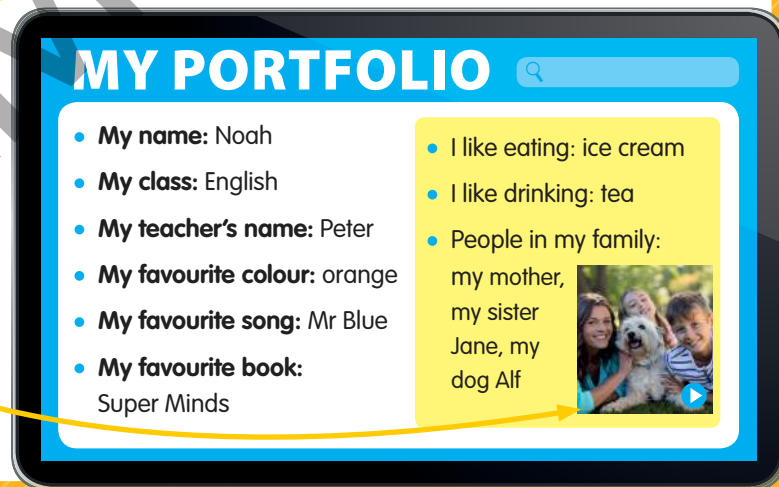 MY PORTFOLIO
• My name: Noah
• My class: English
• My teacher's name: Peter
• My favourite colour: orange
• My favourite song: Mr Blue
• My favourite book:
Super Minds
• I like eating: ice cream
• I like drinking: tea
• People in my family:
my mother,
my sister
Jane, my
dog Alf